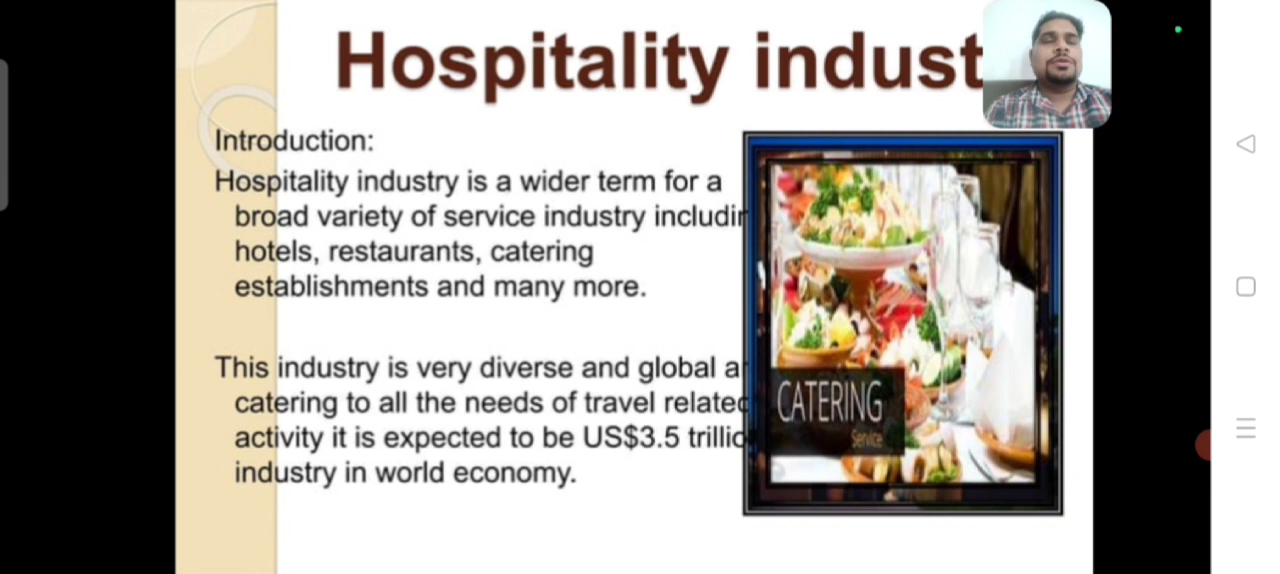 Hospitality indust
Introduction:
Hospitality industry is a wider term for a
broad variety of service industry includin
hotels, restaurants, catering
establishments and many more.
This industry is very diverse and global a
catering to all the needs of travel related
activity it is expected to be US$3.5 trillio
industry in world economy.
CATERING
Service